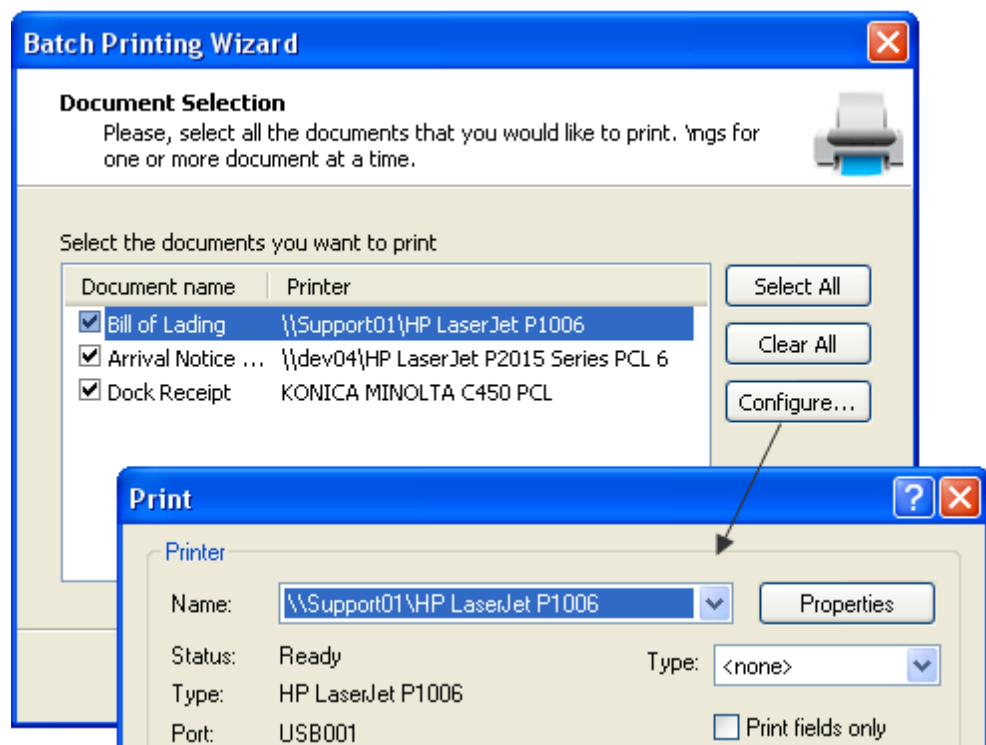 Batch Printing Wizard
Document Selection
Please, select all the documents that you would like to print. 'ings for
one or more document at a time.
Select the documents you want to print
Document name Printer
Select All
Bill of Lading \\Support01\HP LaserJet P1006
Arrival Notice ... \\dev04\HP LaserJet P2015 Series PCL 6
Clear All
Dock Receipt KONICA MINOLTA C450 PCL
Configure...
Print
?
Printer
Name: \\Support01\HP LaserJet P1006 Properties
Status: Ready
Type: <none>
Type: HP LaserJet P1006
Port: USB001
Print fields only